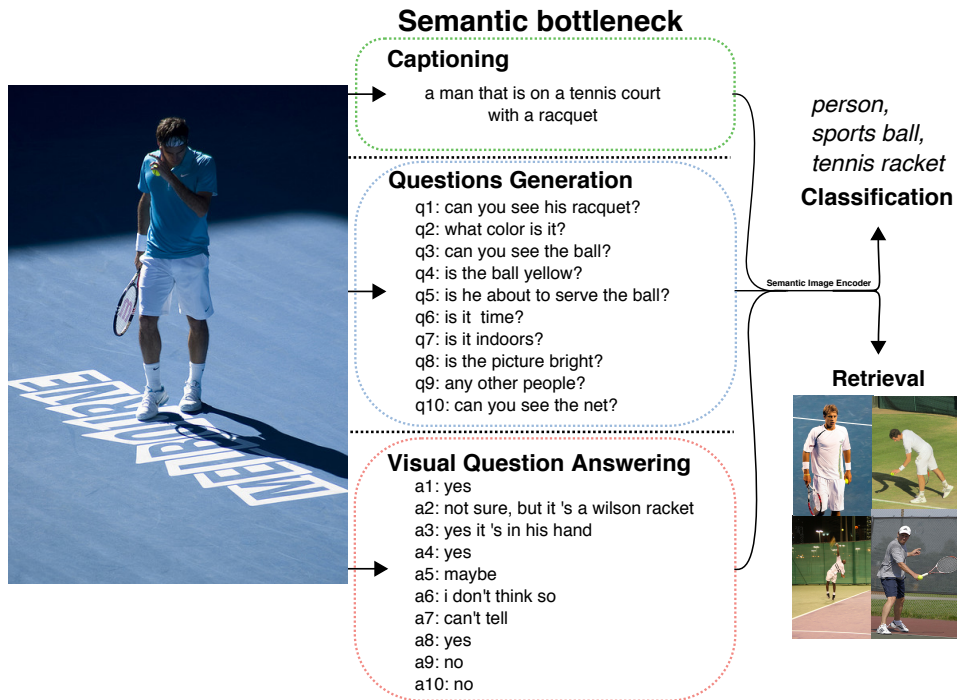 Semantic bottleneck
Captioning
a man that is on a tennis court
with a racquet
Questions Generation
q1: can you see his racquet?
q2: what color is it?
q3: can you see the ball?
q4: is the ball yellow?
q5: is he about to serve the ball?
q6: is it  time?
q7: is it indoors?
q8: is the picture bright?
q9: any other people?
q10: can you see the net?
Visual Question Answering
a1: yes
a2: not sure, but it 's a wilson racket
a3: yes it 's in his hand
a4: yes
a5: maybe
a6: i don't think so
a7: can't tell
a8: yes
a9: no
a10: no
Semantic Image Encoder
person,
sports ball,
tennis racket
Classification
Retrieval
MELBOURNE